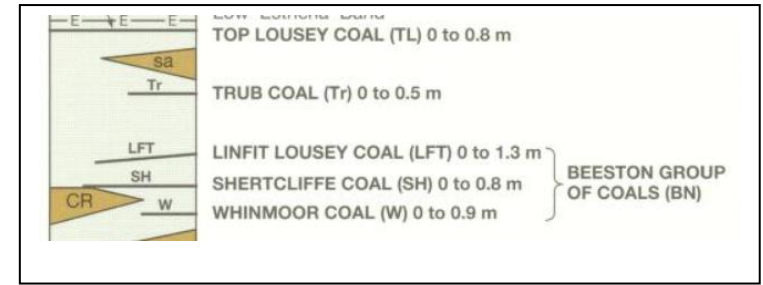 E E E
TOP LOUSEY COAL (TL) 0 to 0.8 m
sa
Tr
TRUB COAL (Tr) 0 to 0.5 m
LFT
LINFIT LOUSEY COAL (LFT) 0 to 1.3 m
SH
SHERTCLIFFE COAL (SH) 0 to 0.8 m
BEESTON GROUP
OF COALS (BN)
CR
W
WHINMOOR COAL (W) 0 to 0.9 m